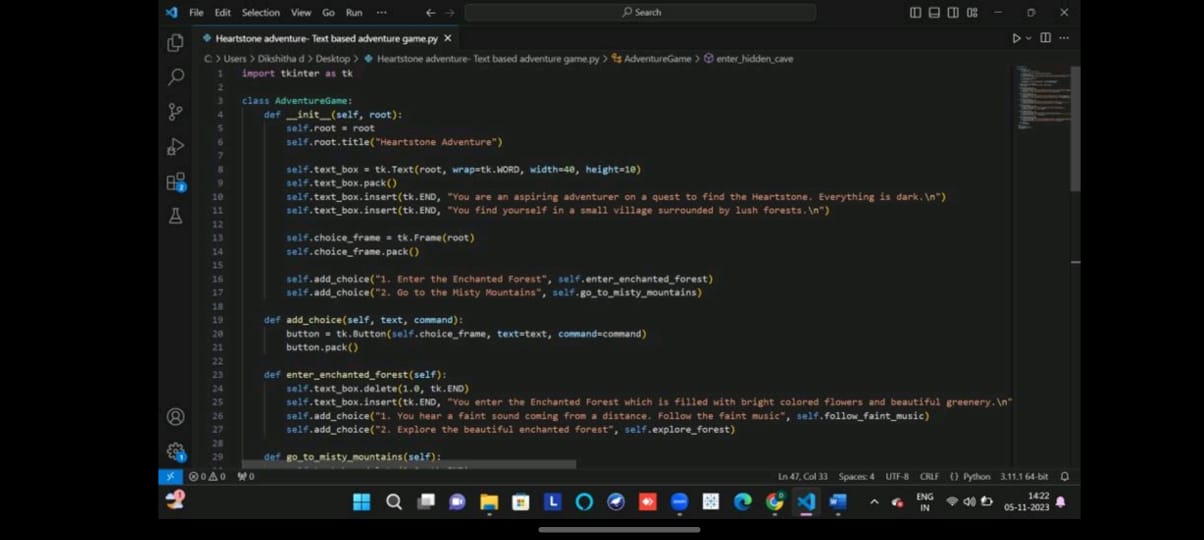 File Edit Selection View Go Run ··· Search
Heartstone adventure- Text based adventure game.py
C: > Users > Dikshitha d > Desktop > Heartstone adventure- Text based adventure game.py > AdventureGame > enter_hidden_cave
1 import tkinter as tk
2
3 class AdventureGame:
4 def __init__(self, root):
5 self.root = root
6 self.root.title("Heartstone Adventure")
7
8 self.text_box = tk.Text(root, wrap=tk.WORD, width=40, height=10)
9 self.text_box.pack()
10 self.text_box.insert(tk.END, "You are an aspiring adventurer on a quest to find the Heartstone. Everything is dark.\n")
11 self.text_box.insert(tk.END, "You find yourself in a small village surrounded by lush forests.\n")
12
13 self.choice_frame = tk.Frame(root)
14 self.choice_frame.pack()
15
16 self.add_choice("1. Enter the Enchanted Forest", self.enter_enchanted_forest)
17 self.add_choice("2. Go to the Misty Mountains", self.go_to_misty_mountains)
18
19 def add_choice(self, text, command):
20 button = tk.Button(self.choice_frame, text=text, command=command)
21 button.pack()
22
23 def enter_enchanted_forest(self):
24 self.text_box.delete(1.0, tk.END)
25 self.text_box.insert(tk.END, "You enter the Enchanted Forest which is filled with bright colored flowers and beautiful greenery.\n"
26 self.add_choice("1. You hear a faint sound coming from a distance. Follow the faint music", self.follow_faint_music)
27 self.add_choice("2. Explore the beautiful enchanted forest", self.explore_forest)
28
29 def go_to_misty_mountains(self):
0 0 0 Ln 47, Col 33 Spaces: 4 UTF-8 CRLF {} Python 3.11.1 64-bit
ENG 14:22
IN 05-11-2023